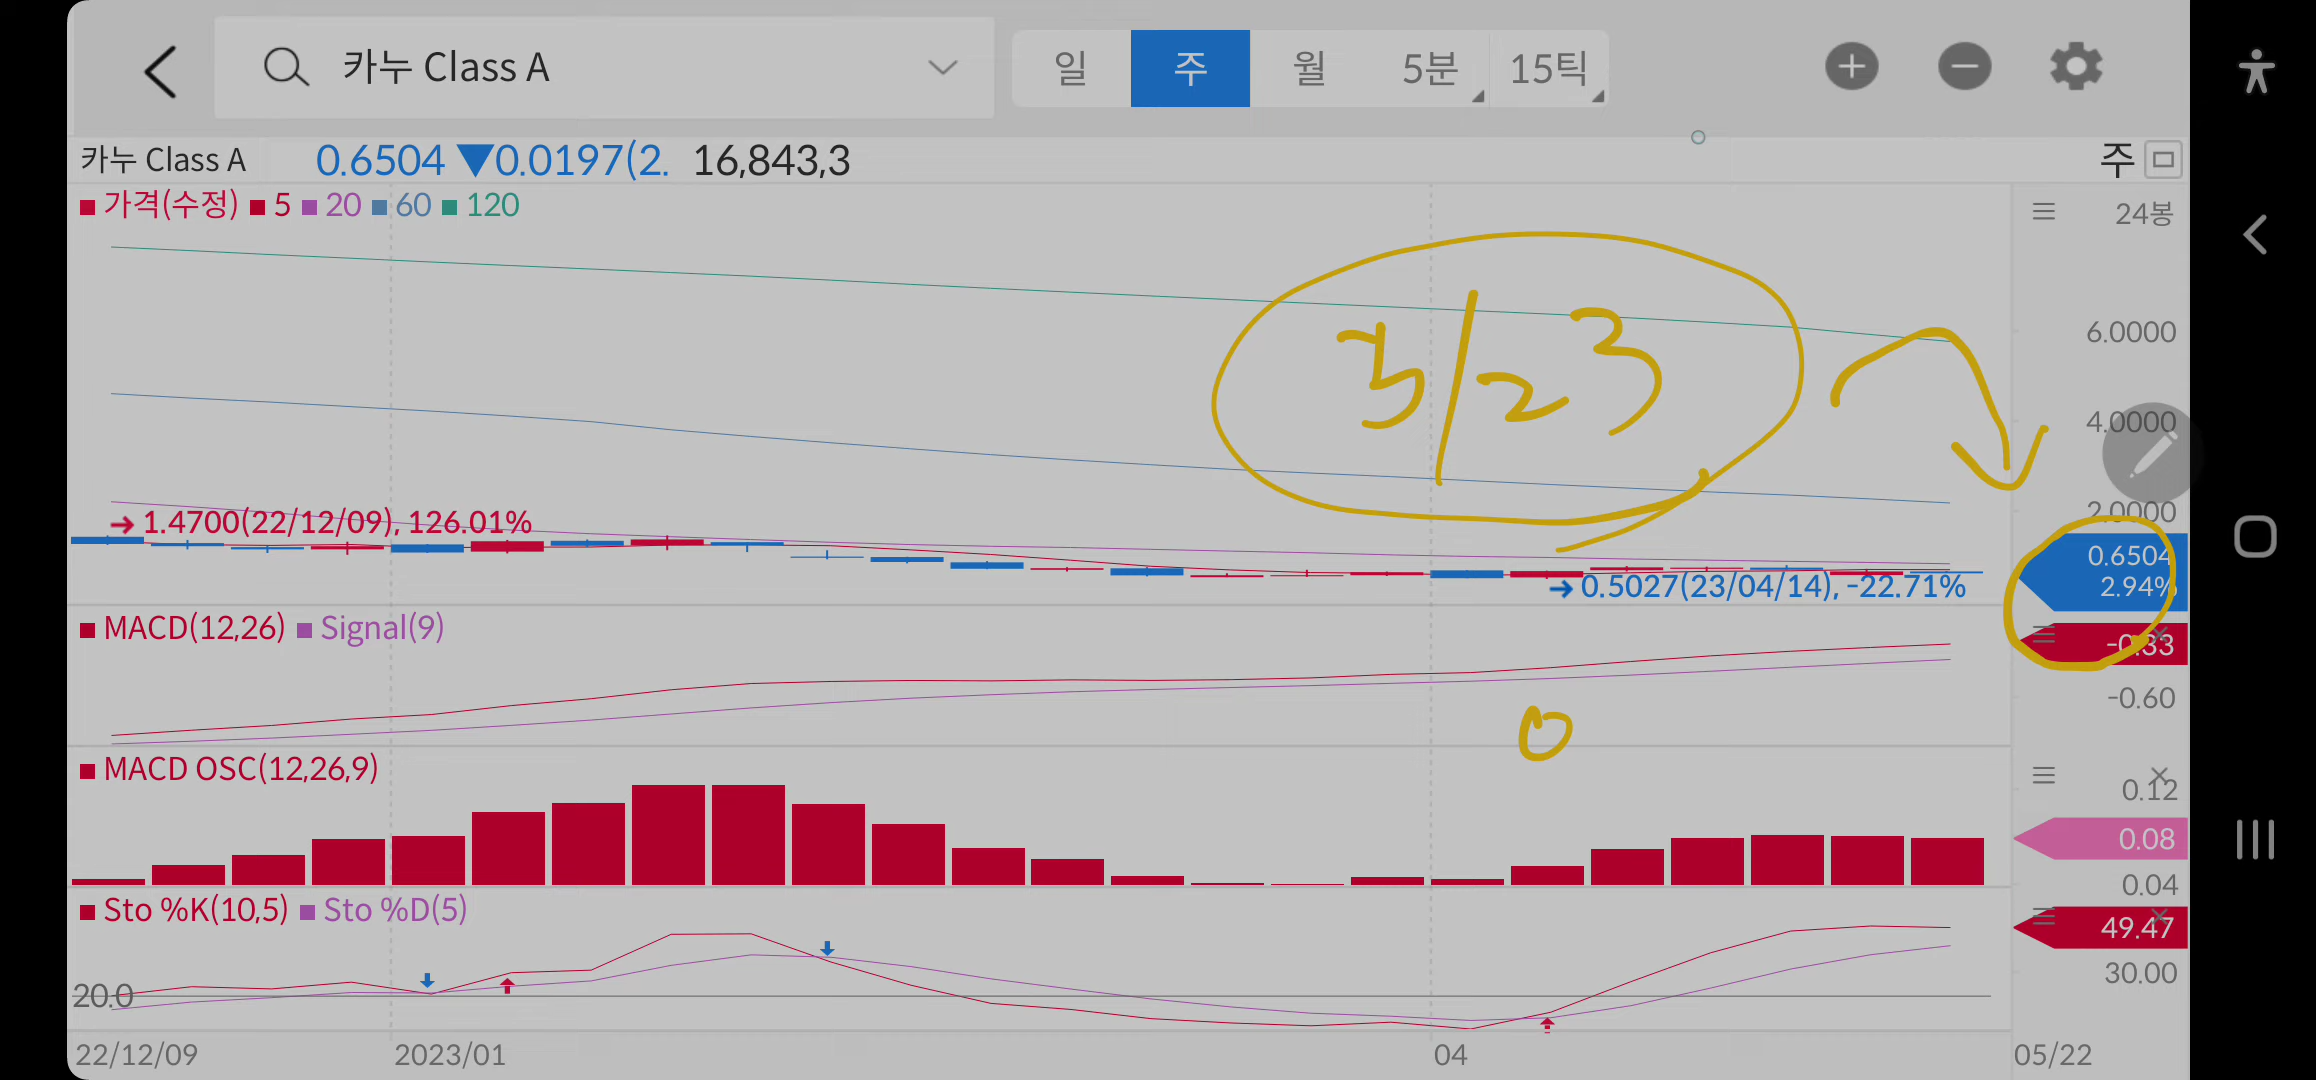 카누 Class A
일 주 월 5분 15틱
카누 Class A 0.6504 ▼0.0197(2. 16,843,3 주
가격(수정) 5 20 60 120
24봉
3/23
6.0000
4.0000
2.0000
→ 1.4700(22/12/09), 126.01%
0.6504
2.94%
→ 0.5027(23/04/14), -22.71%
MACD(12,26) Signal(9)
-0.33
-0.60
0
MACD OSC(12,26,9)
0.12
0.08
0.04
Sto %K(10,5) Sto %D(5)
49.47
30.00
20.0
22/12/09 2023/01 04 05/22